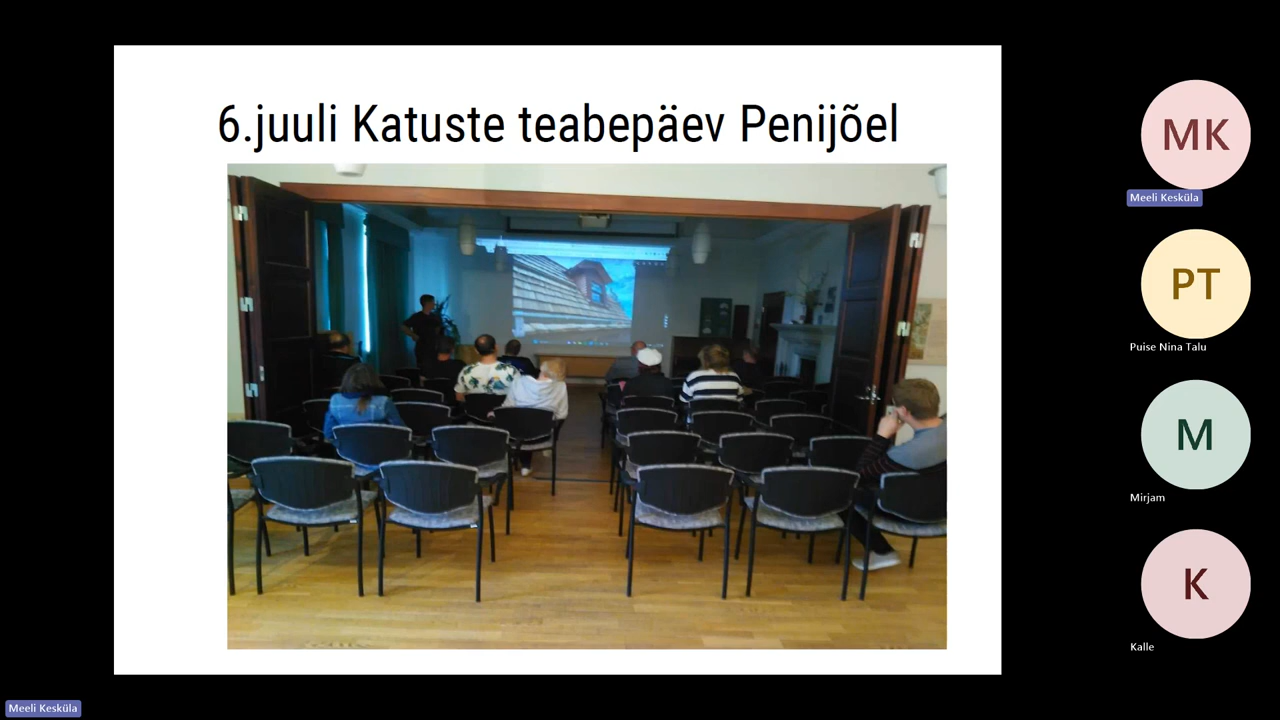 6.juuli Katuste teabepäev Penijõel
MK
Meeli Kesküla
PT
Puise Nina Talu
M
Mirjam
K
Kalle
Meeli Kesküla